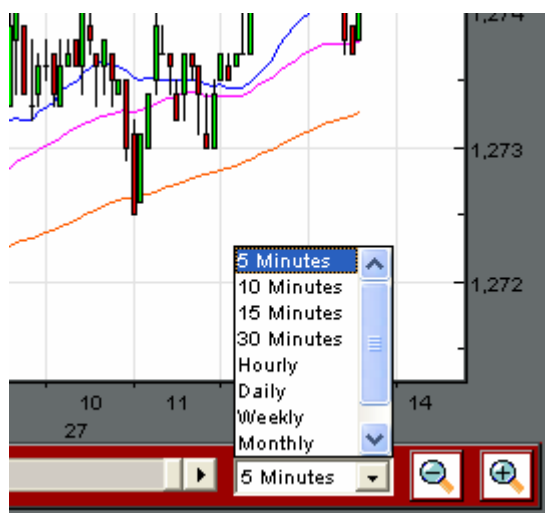 1,274
1,273
5 Minutes
10 Minutes
15 Minutes
30 Minutes
Hourly
Daily
Weekly
Monthly
1,272
10 11 14
27
5 Minutes